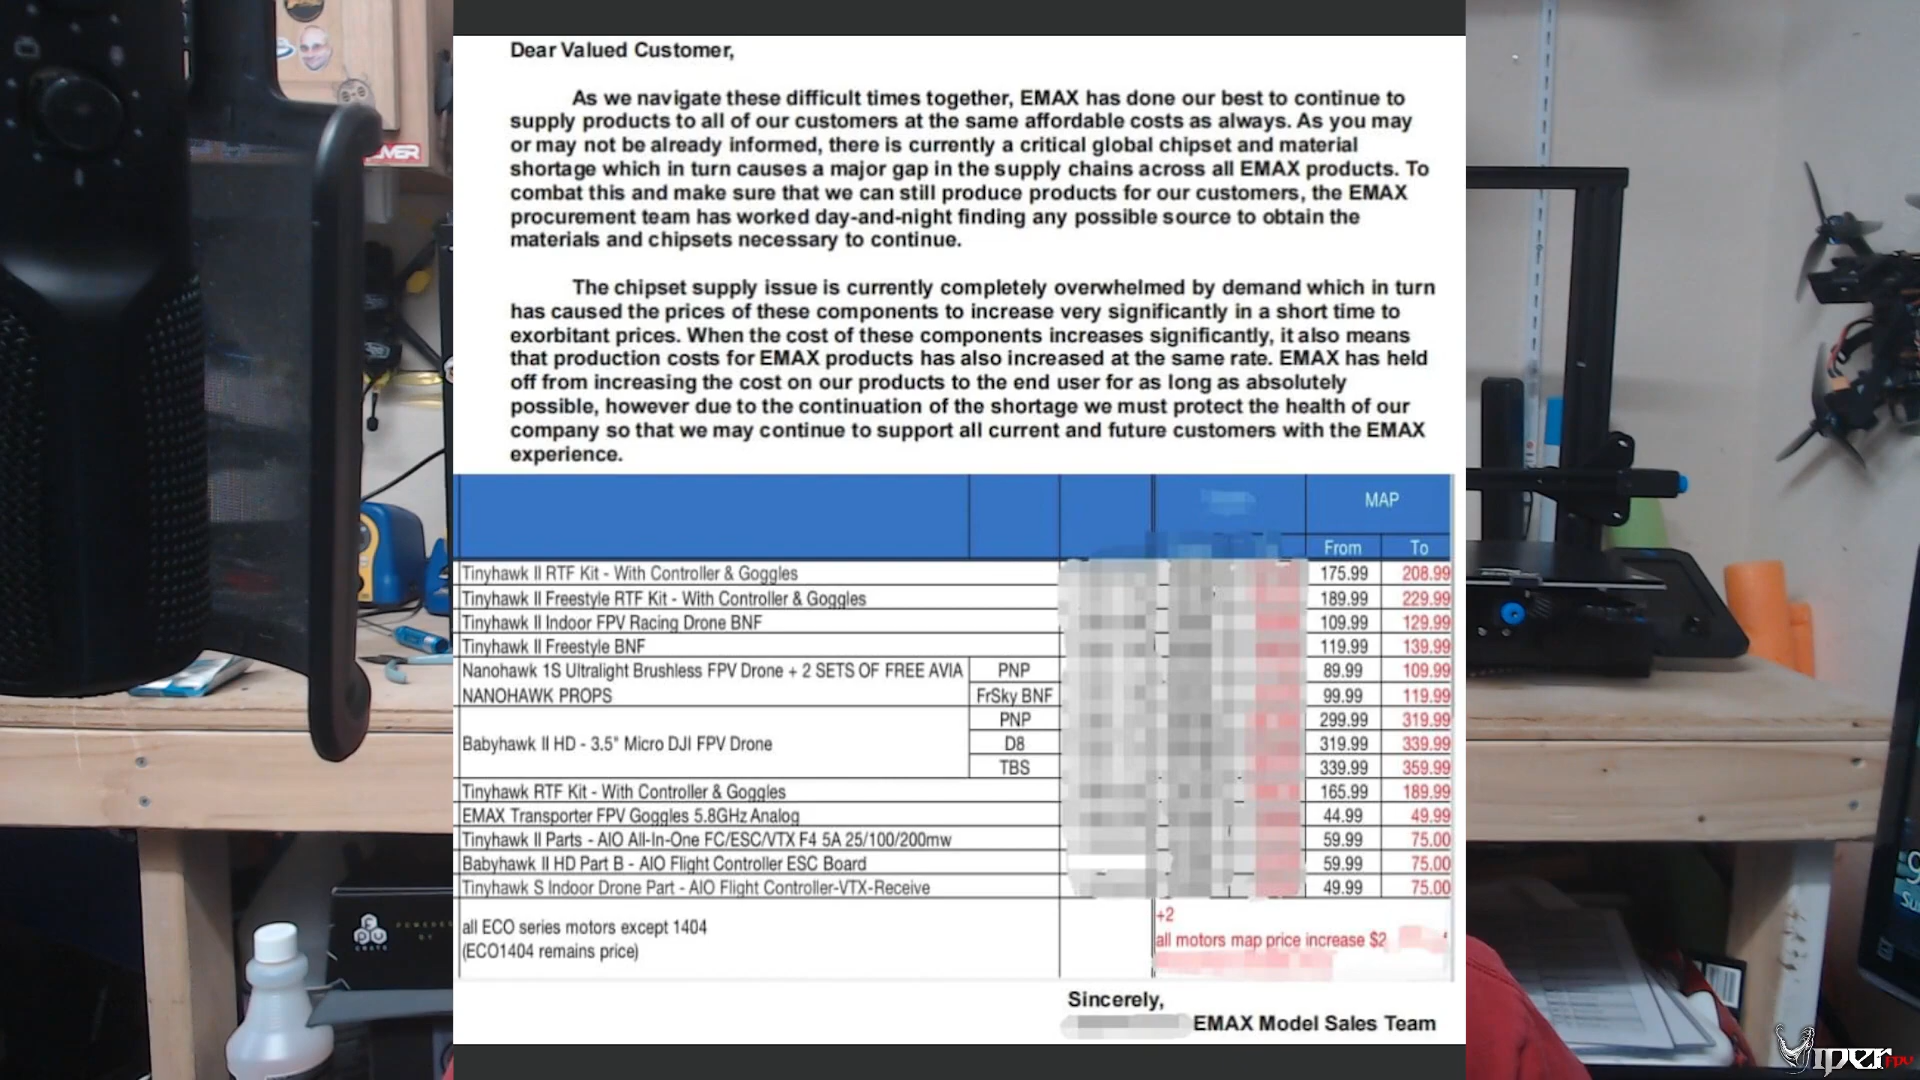 Dear Valued Customer,
As we navigate these difficult times together, EMAX has done our best to continue to
supply products to all of our customers at the same affordable costs as always. As you may
or may not be already informed, there is currently a critical global chipset and material
shortage which in turn causes a major gap in the supply chains across all EMAX products. To
combat this and make sure that we can still produce products for our customers, the EMAX
procurement team has worked day-and-night finding any possible source to obtain the
materials and chipsets necessary to continue.
The chipset supply issue is currently completely overwhelmed by demand which in turn
has caused the prices of these components to increase very significantly in a short time to
exorbitant prices. When the cost of these components increases significantly, it also means
that production costs for EMAX products has also increased at the same rate. EMAX has held
off from increasing the cost on our products to the end user for as long as absolutely
possible, however due to the continuation of the shortage we must protect the health of our
company so that we may continue to support all current and future customers with the EMAX
experience.
MAP
From To
Tinyhawk II RTF Kit - With Controller & Goggles 175.99 208.99
Tinyhawk II Freestyle RTF Kit - With Controller & Goggles 189.99 229.99
Tinyhawk II Indoor FPV Racing Drone BNF 109.99 129.99
Tinyhawk II Freestyle BNF 119.99 139.99
Nanohawk 1S Ultralight Brushless FPV Drone + 2 SETS OF FREE AVIA PNP 89.99 109.99
NANOHAWK PROPS FrSky BNF 99.99 119.99
PNP 299.99 319.99
Babyhawk II HD - 3.5" Micro DJI FPV Drone D8 319.99 339.99
TBS 339.99 359.99
Tinyhawk RTF Kit - With Controller & Goggles 165.99 189.99
EMAX Transporter FPV Goggles 5.8GHz Analog 44.99 49.99
Tinyhawk II Parts - AIO All-In-One FC/ESC/VTX F4 5A 25/100/200mw 59.99 75.00
Babyhawk II HD Part B - AIO Flight Controller ESC Board 59.99 75.00
Tinyhawk S Indoor Drone Part - AIO Flight Controller-VTX-Receive 49.99 75.00
+2
all ECO series motors except 1404
all motors map price increase $2
(ECO1404 remains price)
Sincerely,
EMAX Model Sales Team
POWERED
BY
FPV
CRATE
Viper FPV